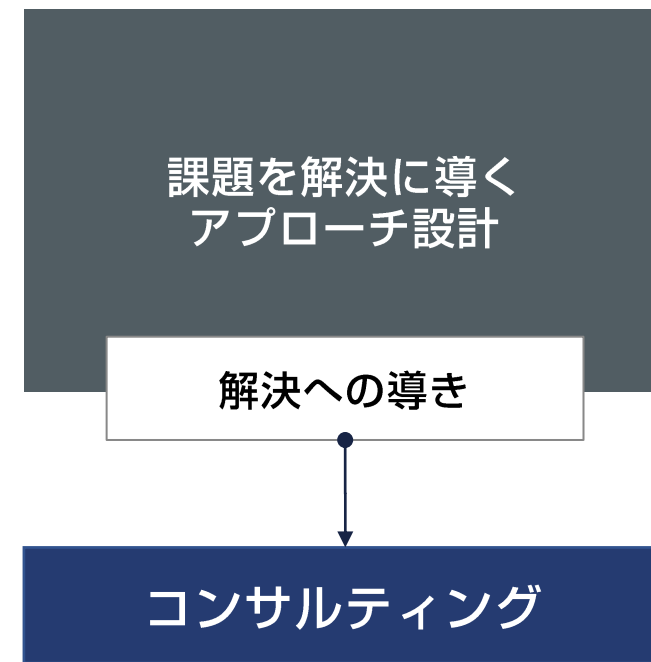 課題を解決に導く
アプローチ設計
解決への導き
コンサルティング